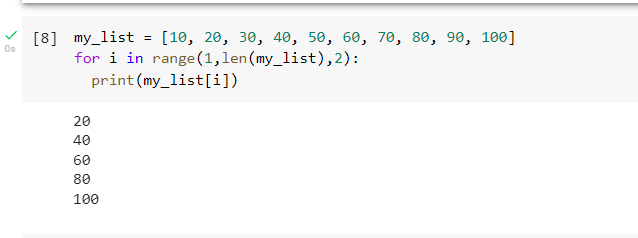 [8] my_list = [10, 20, 30, 40, 50, 60, 70, 80, 90, 100]
0s
for i in range(1,len(my_list),2):
  print(my_list[i])
20
40
60
80
100